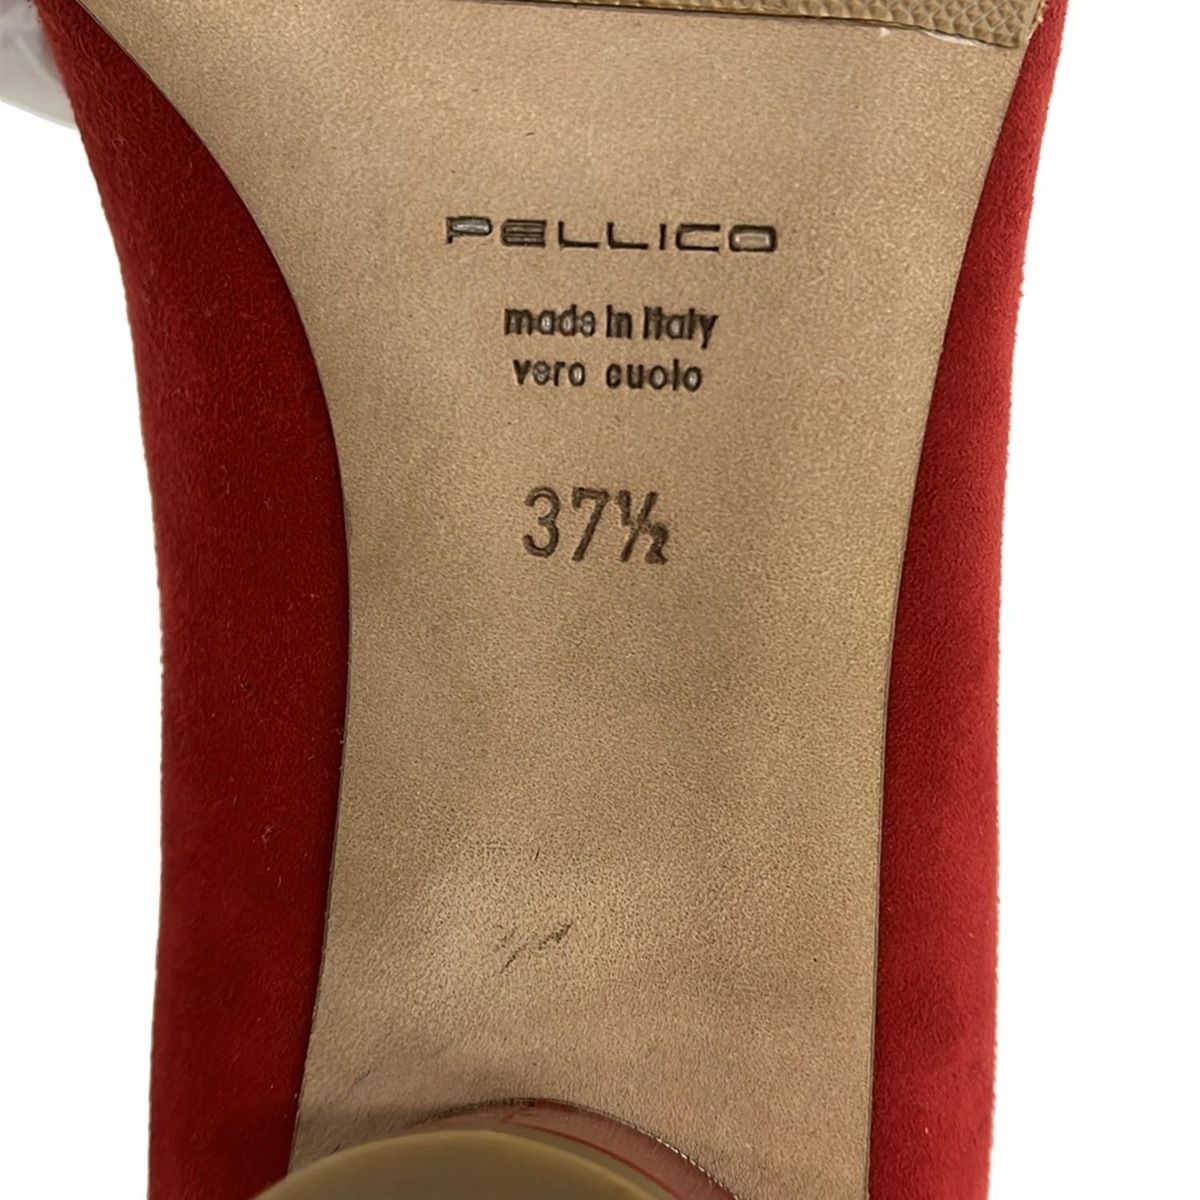 PELLICO
made in Italy
vero cuoio
37½